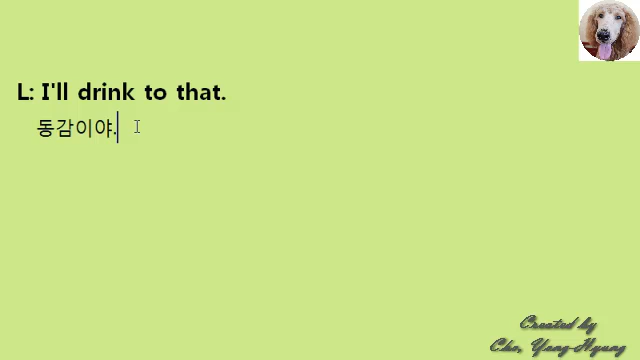 L: I'll drink to that.
동감이야.
Created by
Cho, Yong-Hyung